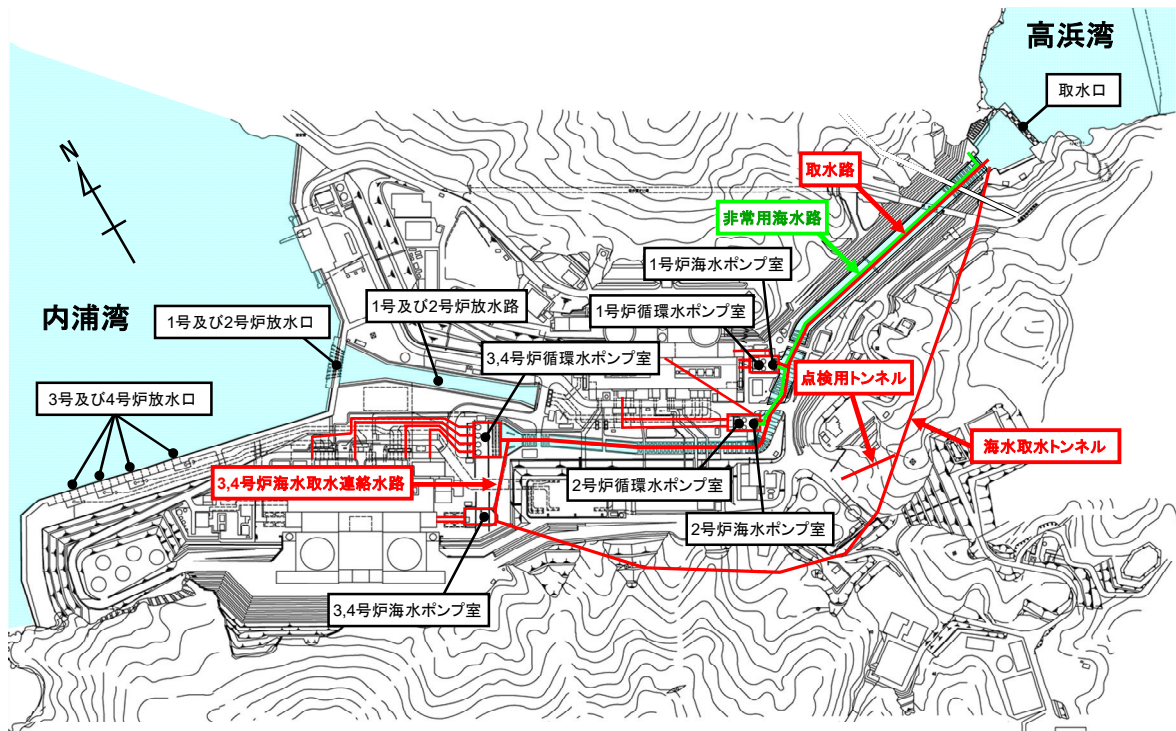 高浜湾
取水口
N
取水路
非常用海水路
1号炉海水ポンプ室
1号及び2号炉放水路
1号炉循環水ポンプ室
内浦湾
1号及び2号炉放水口
3,4号炉循環水ポンプ室
点検用トンネル
3号及び4号炉放水口
海水取水トンネル
3,4号炉海水取水連絡水路
2号炉循環水ポンプ室
2号炉海水ポンプ室
3,4号炉海水ポンプ室